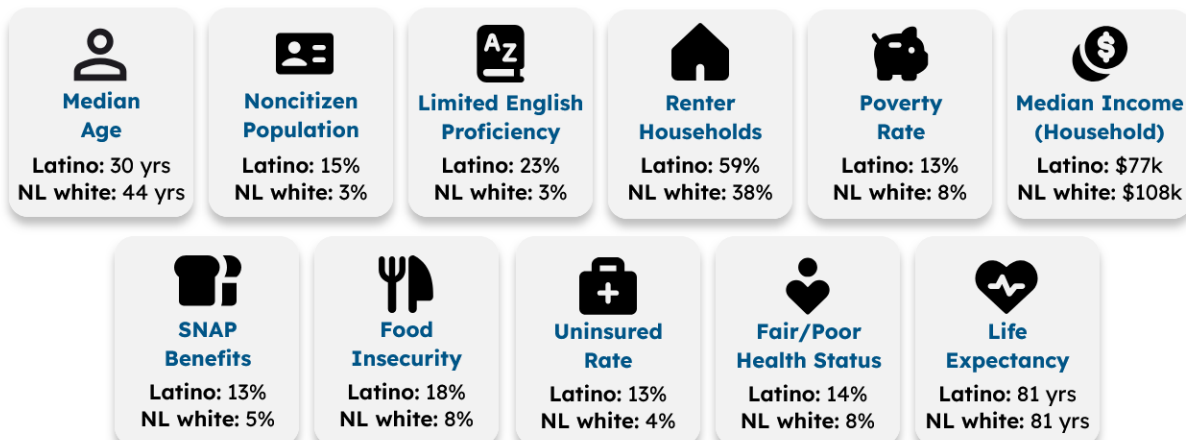 AZ
Median
Age
Latino: 30 yrs
NL white: 44 yrs
Noncitizen
Population
Latino: 15%
NL white: 3%
Limited English
Proficiency
Latino: 23%
NL white: 3%
Renter
Households
Latino: 59%
NL white: 38%
Poverty
Rate
Latino: 13%
NL white: 8%
$
Median Income
(Household)
Latino: $77k
NL white: $108k
SNAP
Benefits
Latino: 13%
NL white: 5%
Food
Insecurity
Latino: 18%
NL white: 8%
Uninsured
Rate
Latino: 13%
NL white: 4%
Fair/Poor
Health Status
Latino: 14%
NL white: 8%
Life
Expectancy
Latino: 81 yrs
NL white: 81 yrs